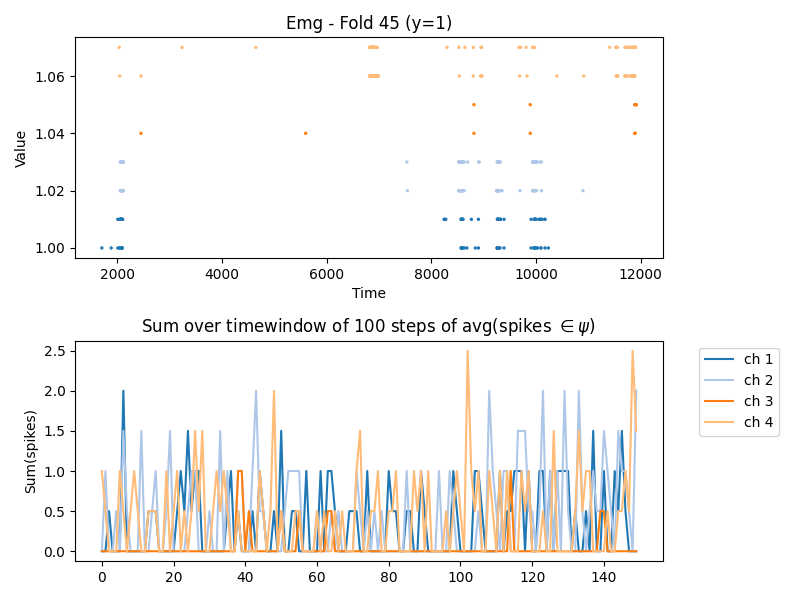 Emg - Fold 45 (y=1)
Value
1.06
1.04
1.02
1.00
2000 4000 6000 8000 10000 12000
Time
Sum over timewindow of 100 steps of avg(spikes ∈ ψ)
Sum(spikes)
2.5
2.0
1.5
1.0
0.5
0.0
0 20 40 60 80 100 120 140
ch 1
ch 2
ch 3
ch 4